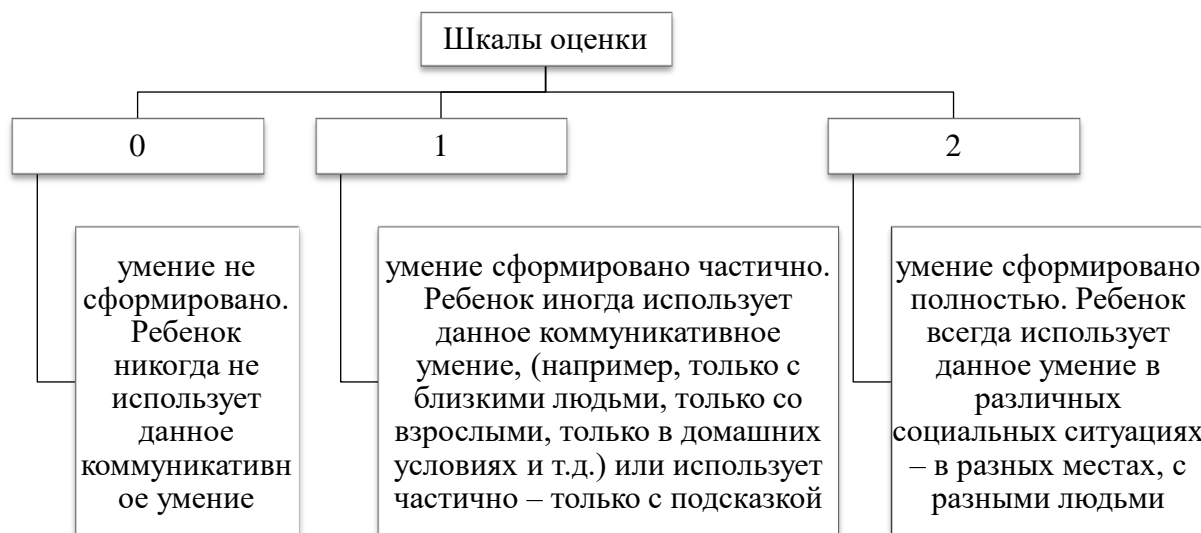 Шкалы оценки
0
1
2
умение не
сформировано.
Ребенок
никогда не
использует
данное
коммуникативн
ое умение
умение сформировано частично.
Ребенок иногда использует
данное коммуникативное
умение, (например, только с
близкими людьми, только со
взрослыми, только в домашних
условиях и т.д.) или использует
частично – только с подсказкой
умение сформировано
полностью. Ребенок
всегда использует
данное умение в
различных
социальных ситуациях
– в разных местах, с
разными людьми